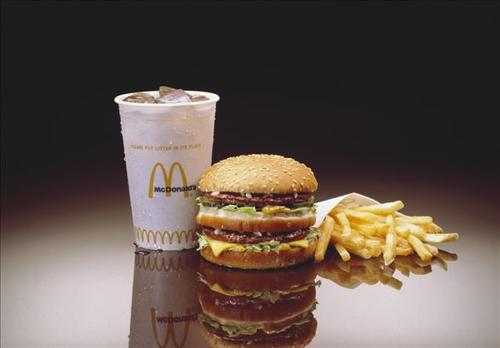 PLEASE PUT LITTER IN ITS PLACE
McDonald's